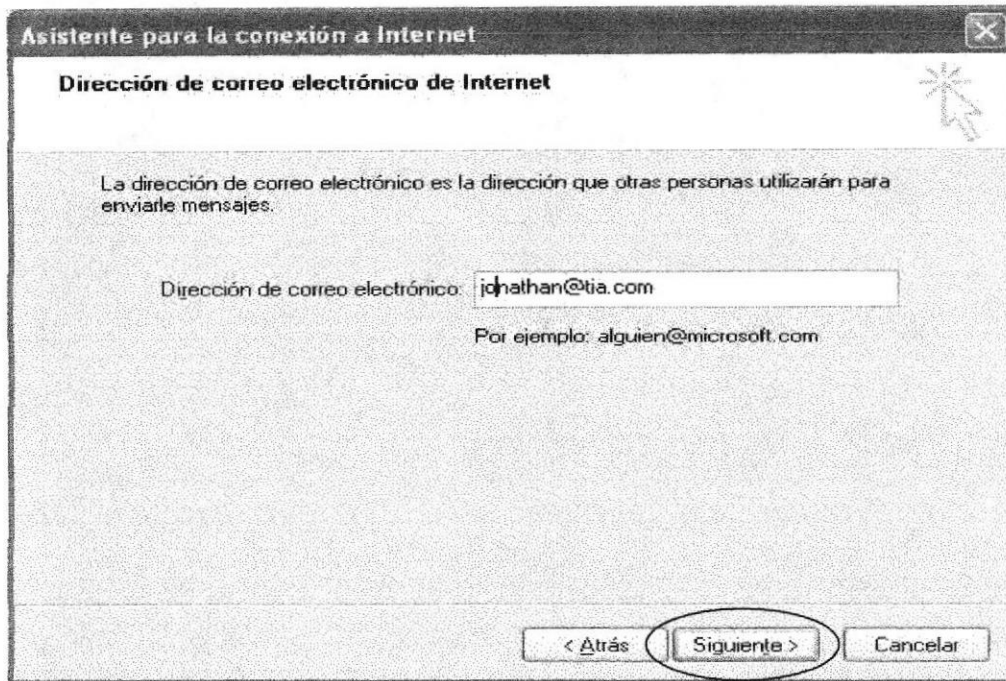 Asistente para la conexión a Internet
Dirección de correo electrónico de Internet
La dirección de correo electrónico es la dirección que otras personas utilizarán para
enviarle mensajes.
Dirección de correo electrónico: jonathan@tia.com
Por ejemplo: alguien@microsoft.com
< Atrás Siguiente > Cancelar